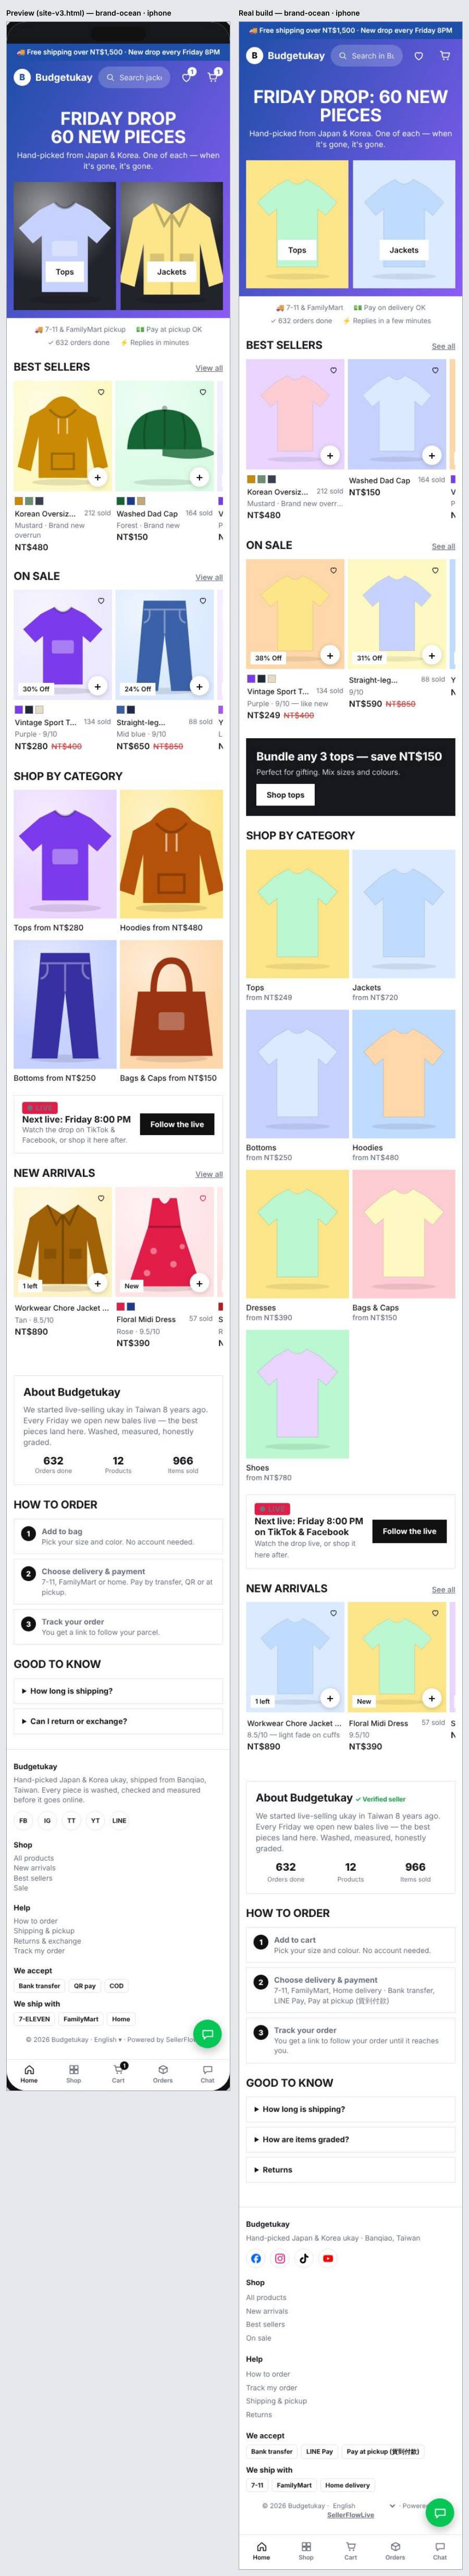 Preview (site-v3.html) — brand-ocean · iphone
🚚 Free shipping over NT$1,500 · New drop every Friday 8PM
B Budgetukay Search jack 1 1
FRIDAY DROP
60 NEW PIECES
Hand-picked from Japan & Korea. One of each — when
it's gone, it's gone.
Tops Jackets
🚚 7-11 & FamilyMart pickup 💵 Pay at pickup OK
✓ 632 orders done ⚡ Replies in minutes
BEST SELLERS View all
Korean Oversiz... 212 sold Washed Dad Cap 164 sold V
Mustard · Brand new Forest · Brand new P
overrun NT$150 N
NT$480
ON SALE View all
30% Off 24% Off
Vintage Sport T... 134 sold Straight-leg... 88 sold Y
Purple · 9/10 Mid blue · 9/10 L
NT$280 NT$400 NT$650 NT$850 N
SHOP BY CATEGORY
Tops from NT$280 Hoodies from NT$480
Bottoms from NT$250 Bags & Caps from NT$150
LIVE
Next live: Friday 8:00 PM
Watch the drop on TikTok &
Facebook, or shop it here after.
Follow the live
NEW ARRIVALS View all
1 left New
Workwear Chore Jacket ... Floral Midi Dress 57 sold S
Tan · 8.5/10 Rose · 9.5/10 R
NT$890 NT$390 N
About Budgetukay
We started live-selling ukay in Taiwan 8 years ago.
Every Friday we open new bales live — the best
pieces land here. Washed, measured, honestly
graded.
632 12 966
Orders done Products Items sold
HOW TO ORDER
1 Add to bag
Pick your size and color. No account needed.
2 Choose delivery & payment
7-11, FamilyMart or home. Pay by transfer, QR or at
pickup.
3 Track your order
You get a link to follow your parcel.
GOOD TO KNOW
▶ How long is shipping?
▶ Can I return or exchange?
Budgetukay
Hand-picked Japan & Korea ukay, shipped from Banqiao,
Taiwan. Every piece is washed, checked and measured
before it goes online.
FB IG TT YT LINE
Shop
All products
New arrivals
Best sellers
Sale
Help
How to order
Shipping & pickup
Returns & exchange
Track my order
We accept
Bank transfer QR pay COD
We ship with
7-ELEVEN FamilyMart Home
© 2026 Budgetukay · English ▾ · Powered by SellerFlo
Home Shop Cart 1 Orders Chat
Real build — brand-ocean · iphone
🚚 Free shipping over NT$1,500 · New drop every Friday 8PM
B Budgetukay Search in Bu
FRIDAY DROP: 60 NEW
PIECES
Hand-picked from Japan & Korea. One of each — when
it's gone, it's gone.
Tops Jackets
🚚 7-11 & FamilyMart 💵 Pay on delivery OK
✓ 632 orders done ⚡ Replies in a few minutes
BEST SELLERS See all
Korean Oversiz... 212 sold Washed Dad Cap 164 sold V
Mustard · Brand new overr... NT$150 P
NT$480 N
ON SALE See all
38% Off 31% Off
Vintage Sport T... 134 sold Straight-leg... 88 sold Y
Purple · 9/10 — like new 9/10
NT$249 NT$400 NT$590 NT$850 N
Bundle any 3 tops — save NT$150
Perfect for gifting. Mix sizes and colours.
Shop tops
SHOP BY CATEGORY
Tops Jackets
from NT$249 from NT$720
Bottoms Hoodies
from NT$250 from NT$480
Dresses Bags & Caps
from NT$390 from NT$150
Shoes
from NT$780
LIVE
Next live: Friday 8:00 PM
on TikTok & Facebook
Watch the drop live, or shop it
here after.
Follow the live
NEW ARRIVALS See all
1 left New
Workwear Chore Jacket ... Floral Midi Dress 57 sold S
8.5/10 — light fade on cuffs 9.5/10
NT$890 NT$390 N
About Budgetukay ✓ Verified seller
We started live-selling ukay in Taiwan 8 years ago.
Every Friday we open new bales live — the best
pieces land here. Washed, measured, honestly
graded.
632 12 966
Orders done Products Items sold
HOW TO ORDER
1 Add to cart
Pick your size and colour. No account needed.
2 Choose delivery & payment
7-11, FamilyMart, Home delivery · Bank transfer,
LINE Pay, Pay at pickup (貨到付款)
3 Track your order
You get a link to follow your order until it reaches
you.
GOOD TO KNOW
▶ How long is shipping?
▶ How are items graded?
▶ Returns
Budgetukay
Hand-picked Japan & Korea ukay · Banqiao, Taiwan
Shop
All products
New arrivals
Best sellers
On sale
Help
How to order
Track my order
Shipping & pickup
Returns
We accept
Bank transfer LINE Pay Pay at pickup (貨到付款)
We ship with
7-11 FamilyMart Home delivery
© 2026 Budgetukay · English · Powere
SellerFlowLive
Home Shop Cart Orders Chat